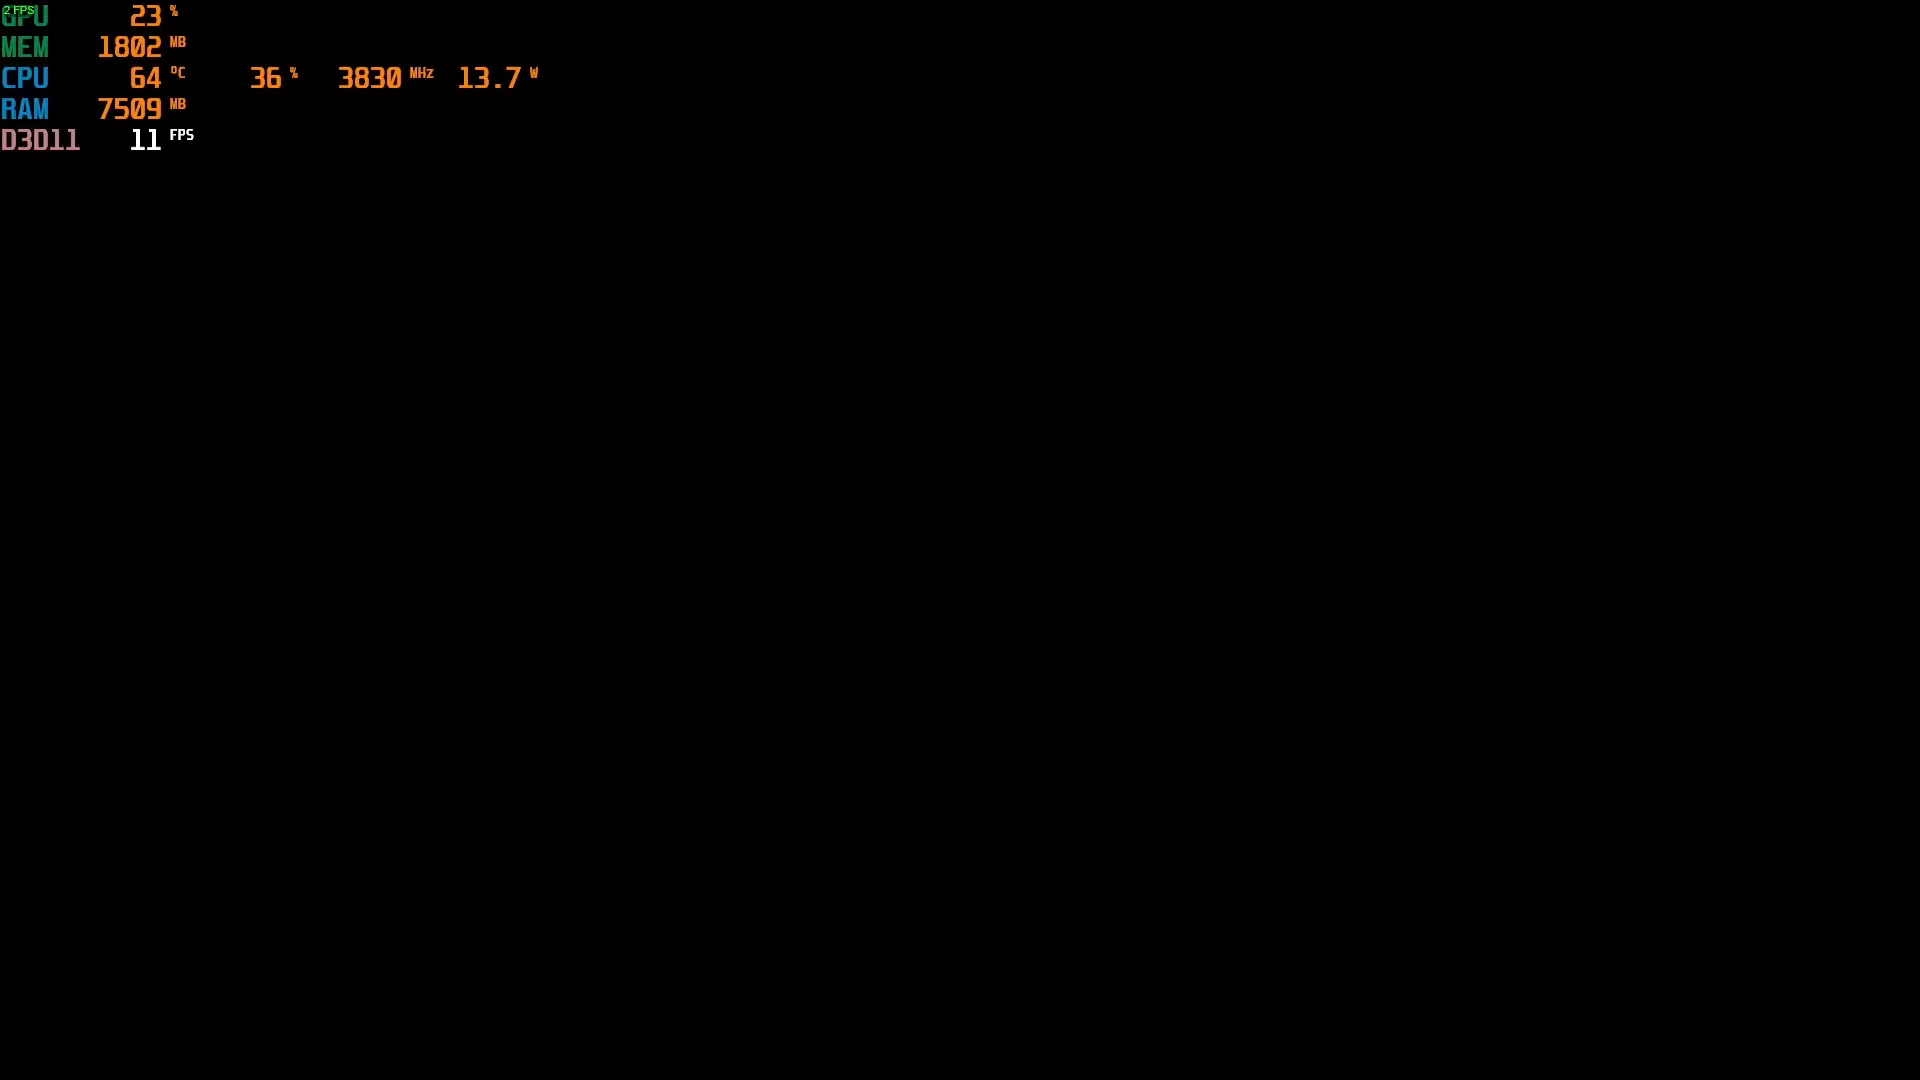 2 FPS
GPU 23 %
MEM 1802 MB
CPU 64 °C 36 % 3830 MHz 13.7 W
RAM 7509 MB
D3D11 11 FPS